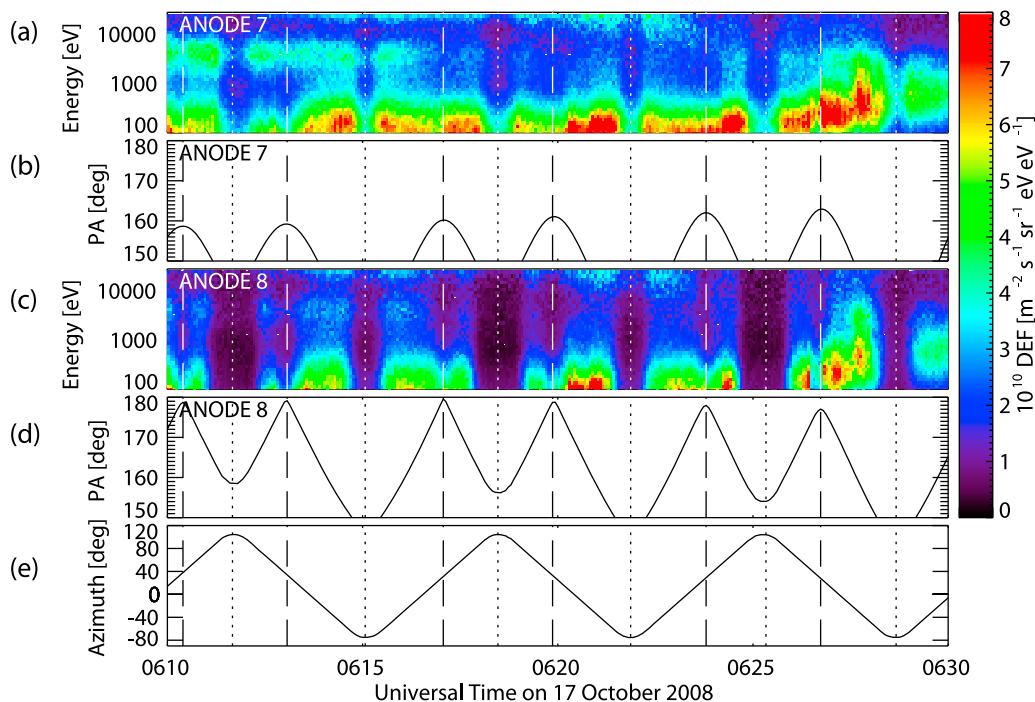 (a)
ANODE 7
Energy [eV]
10000
1000
100
(b)
ANODE 7
PA [deg]
180
170
160
150
(c)
ANODE 8
Energy [eV]
10000
1000
100
(d)
ANODE 8
PA [deg]
180
170
160
150
(e)
Azimuth [deg]
120
80
40
0
-40
-80
0610 0615 0620 0625 0630
Universal Time on 17 October 2008
8
7
6
5
4
3
2
1
0
10¹⁰ DEF [m⁻² s⁻¹ sr⁻¹ eV eV⁻¹]